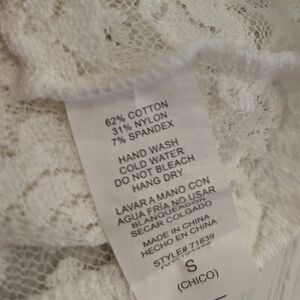 62% COTTON
31% NYLON
7% SPANDEX
HAND WASH
COLD WATER
DO NOT BLEACH
HANG DRY
LAVAR A MANO CON
AGUA FRÍA NO USAR
BLANQUEADOR
SECAR COLGADO
MADE IN CHINA
HECHO EN CHINA
STYLE# 71839
S
(CHICO)